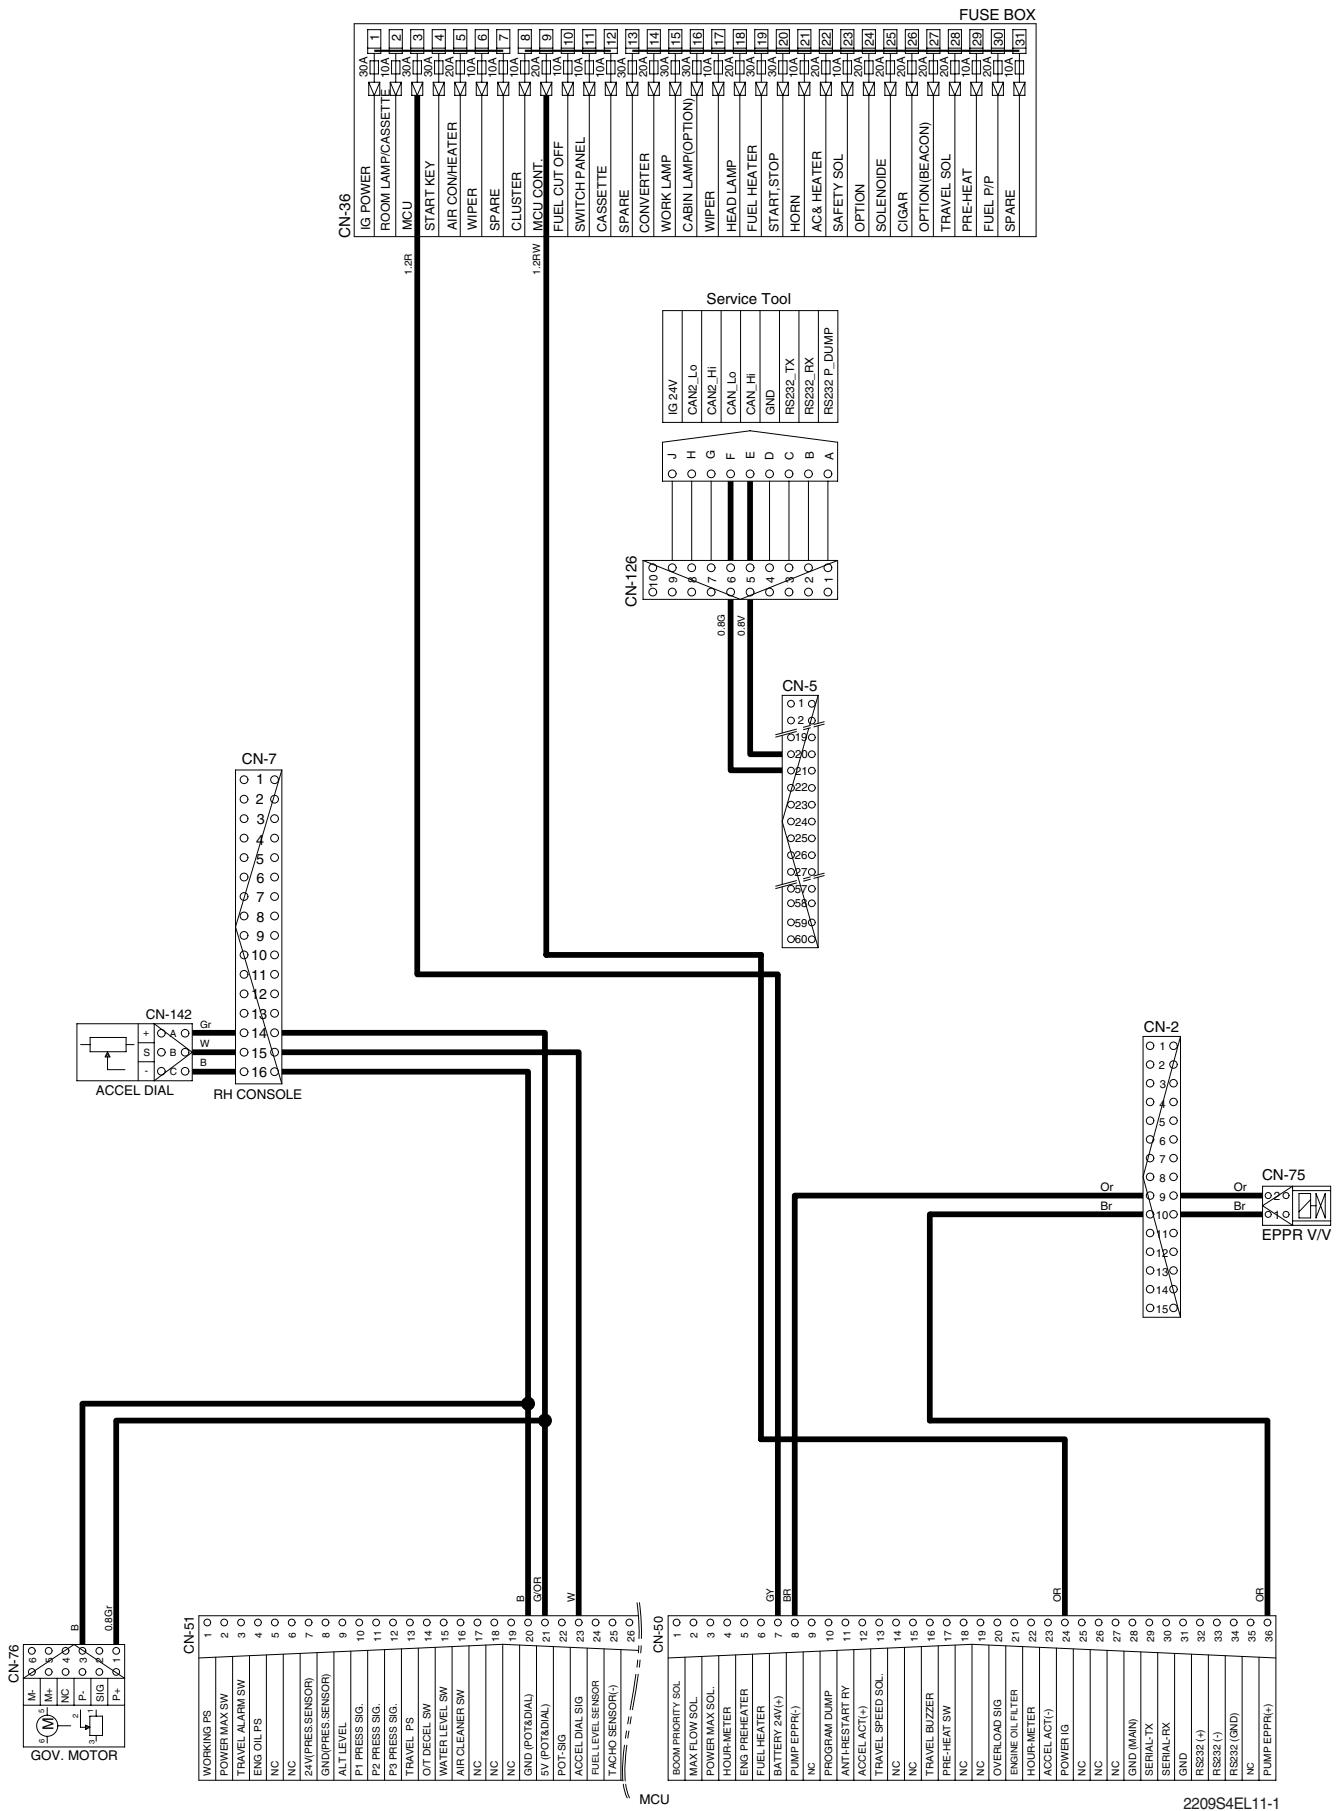 FUSE BOX
1 2 3 4 5 6 7 8 9 10 11 12 13 14 15 16 17 18 19 20 21 22 23 24 25 26 27 28 29 30 31
30A 10A 30A 30A 20A 10A 10A 10A 20A 10A 10A 10A 30A 10A 20A 30A 10A 20A 20A 10A 10A 20A 20A 20A 20A 10A 20A 20A 10A 20A 10A
CN-36
IG POWER
ROOM LAMP/CASSETTE
MCU
START KEY
AIR CON/HEATER
WIPER
SPARE
CLUSTER
MCU CONT.
FUEL CUT OFF
SWITCH PANEL
CASSETTE
SPARE
CONVERTER
WORK LAMP
CABIN LAMP(OPTION)
WIPER
HEAD LAMP
FUEL HEATER
START,STOP
HORN
AC& HEATER
SAFETY SOL
OPTION
SOLENOIDE
CIGAR
OPTION(BEACON)
TRAVEL SOL
PRE-HEAT
FUEL P/P
SPARE
1.2R
1.2RW
Service Tool
IG 24V
CAN2_Lo
CAN2_Hi
CAN_Lo
CAN_Hi
GND
RS232_TX
RS232_RX
RS232 P_DUMP
J H G F E D C B A
CN-126
10 9 8 7 6 5 4 3 2 1
0.8G
0.8V
CN-5
1
2
19
20
21
22
23
24
25
26
27
57
58
59
60
CN-7
1
2
3
4
5
6
7
8
9
10
11
12
13
14
15
16
RH CONSOLE
CN-142
+ A Gr
S B W
- C B
ACCEL DIAL
CN-2
1
2
3
4
5
6
7
8
9
10
11
12
13
14
15
Or
Br
Or
Br
CN-75
2
1
EPPR V/V
CN-76
6 5 4 3 2 1
B
0.8Gr
M-
M+
NC
P-
SIG
P+
M
5
6
2
1
3
GOV. MOTOR
B
G/OR
W
CN-51
1 2 3 4 5 6 7 8 9 10 11 12 13 14 15 16 17 18 19 20 21 22 23 24 25 26
WORKING PS
POWER MAX SW
TRAVEL ALARM SW
ENG OIL PS
NC
NC
24V(PRES.SENSOR)
GND(PRES.SENSOR)
ALT LEVEL
P1 PRESS SIG.
P2 PRESS SIG.
P3 PRESS SIG.
TRAVEL PS
O/T DECEL SW
WATER LEVEL SW
AIR CLEANER SW
NC
NC
NC
GND (POT&DIAL)
5V (POT&DIAL)
POT-SIG
ACCEL DIAL SIG
FUEL LEVEL SENSOR
TACHO SENSOR(-)
MCU
GY
BR
OR
OR
CN-50
1 2 3 4 5 6 7 8 9 10 11 12 13 14 15 16 17 18 19 20 21 22 23 24 25 26 27 28 29 30 31 32 33 34 35 36
BOOM PRIORITY SOL
MAX FLOW SOL.
POWER MAX SOL.
HOUR-METER
ENG PREHEATER
FUEL HEATER
BATTERY 24V(+)
PUMP EPPR(-)
NC
PROGRAM DUMP
ANTI-RESTART RY
ACCEL ACT(+)
TRAVEL SPEED SOL.
NC
NC
TRAVEL BUZZER
PRE-HEAT SW
NC
NC
OVERLOAD SIG
ENGINE OIL FILTER
HOUR-METER
ACCEL ACT(-)
POWER IG
NC
NC
NC
GND (MAIN)
SERIAL-TX
SERIAL-RX
GND
RS232 (+)
RS232 (-)
RS232 (GND)
NC
PUMP EPPR(+)
2209S4EL11-1